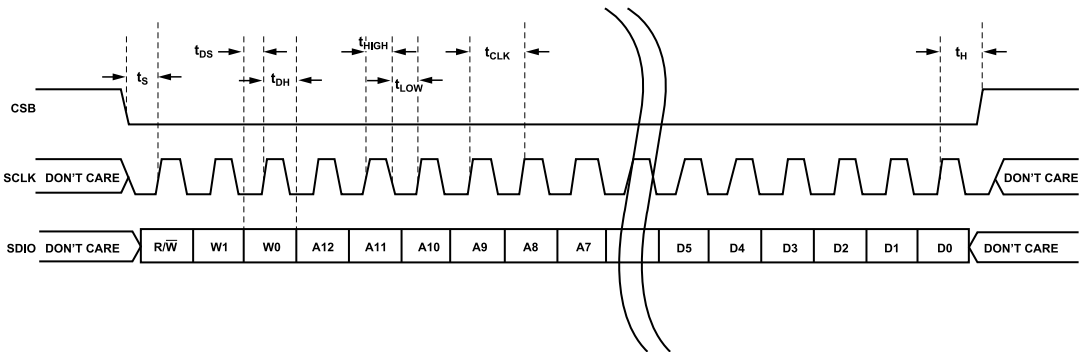 tDS
tHIGH
tCLK
tH
tS
tDH
tLOW
CSB
SCLK DON'T CARE
DON'T CARE
SDIO DON'T CARE R/W̅ W1 W0 A12 A11 A10 A9 A8 A7 D5 D4 D3 D2 D1 D0 DON'T CARE